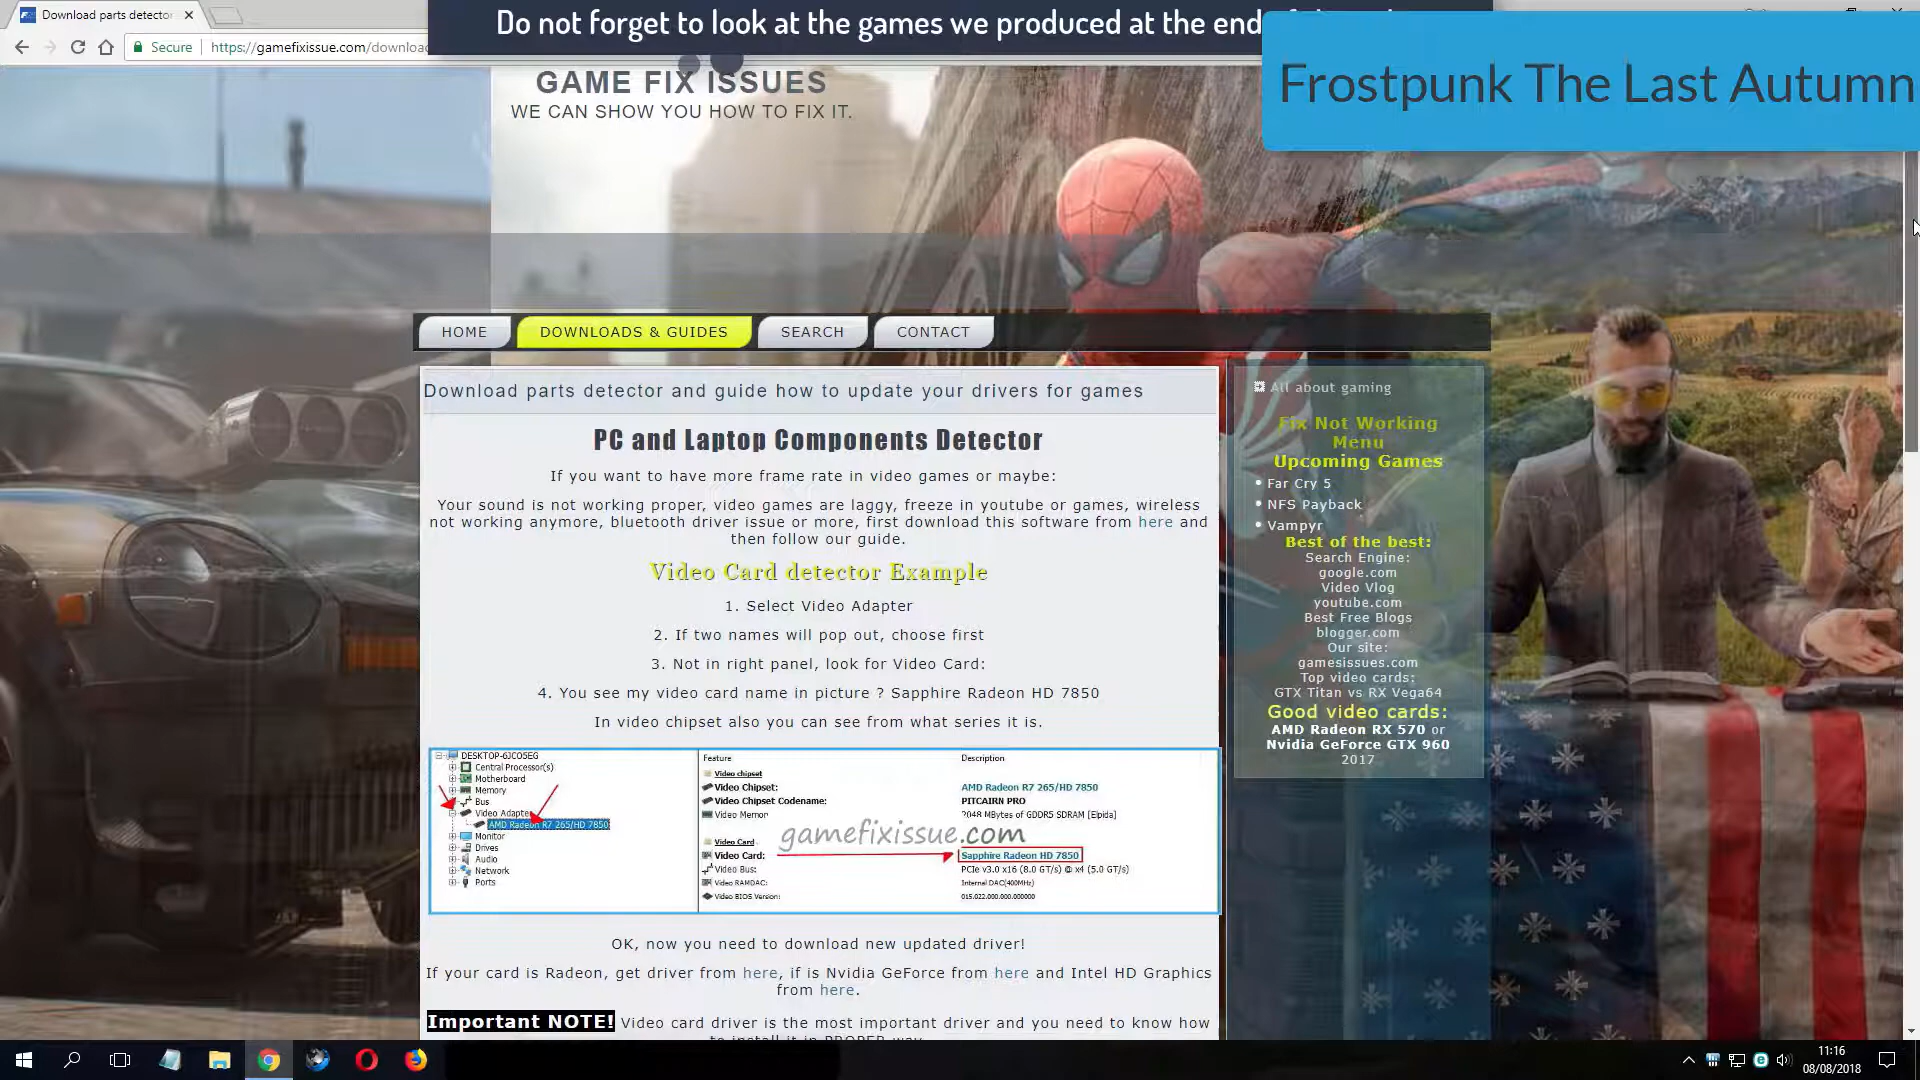 Download parts detecto
Do not forget to look at the games we produced at the end
Frostpunk The Last Autumn
Secure
https://gamefixissue.com/downloa
GAME FIX ISSUES
WE CAN SHOW YOU HOW TO FIX IT.
HOME
DOWNLOADS & GUIDES
SEARCH
CONTACT
Download parts detector and guide how to update your drivers for games
PC and Laptop Components Detector
If you want to have more frame rate in video games or maybe:
Your sound is not working proper, video games are laggy, freeze in youtube or games, wireless
not working anymore, bluetooth driver issue or more, first download this software from here and
then follow our guide.
Video Card detector Example
1. Select Video Adapter
2. If two names will pop out, choose first
3. Not in right panel, look for Video Card:
4. You see my video card name in picture ? Sapphire Radeon HD 7850
In video chipset also you can see from what series it is.
DESKTOP-6JCO5EG
Central Processor(s)
Motherboard
Memory
Bus
Video Adapte
AMD Radeon R7 265/HD 7850
Monitor
Drives
Audio
Network
Ports
Feature
Description
Video chipset
Video Chipset:
AMD Radeon R7 265/HD 7850
Video Chipset Codename:
PITCAIRN PRO
Video Memor
2048 MBytes of GDDR5 SDRAM [Elpida]
gamefixissue.com
Video Card
Video Card:
Sapphire Radeon HD 7850
Video Bus:
PCIe v3.0 x16 (8.0 GT/s) @ x4 (5.0 GT/s)
Video RAMDAC:
Internal DAC(400MHz)
Video BIOS Version:
015.022.000.000.000000
OK, now you need to download new updated driver!
If your card is Radeon, get driver from here, if is Nvidia GeForce from here and Intel HD Graphics
from here.
Important NOTE! Video card driver is the most important driver and you need to know how
to install it in PROPER way
All about gaming
Fix Not Working
Menu
Upcoming Games
Far Cry 5
NFS Payback
Vampyr
Best of the best:
Search Engine:
google.com
Video Vlog
youtube.com
Best Free Blogs
blogger.com
Our site:
gamesissues.com
Top video cards:
GTX Titan vs RX Vega64
Good video cards:
AMD Radeon RX 570 or
Nvidia GeForce GTX 960
2017
11:16
08/08/2018